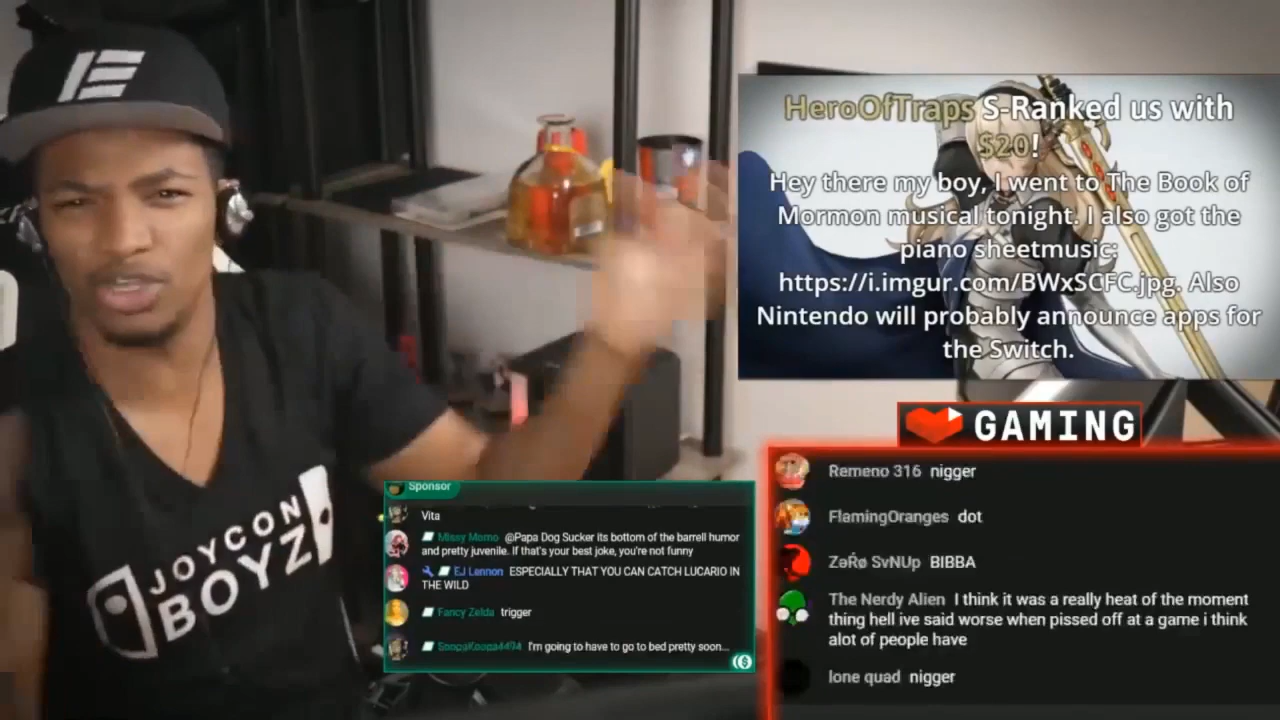 HeroOfTraps S-Ranked us with
$20!
Hey there my boy, I went to The Book of
Mormon musical tonight. I also got the
piano sheetmusic:
https://i.imgur.com/BWxSCFC.jpg. Also
Nintendo will probably announce apps for
the Switch.
GAMING
Remeno 316 nigger
FlamingOranges dot
ZəŘø SvNUp BIBBA
The Nerdy Alien I think it was a really heat of the moment
thing hell ive said worse when pissed off at a game i think
alot of people have
lone quad nigger
Sponsor
Vita
Missy Momo @Papa Dog Sucker its bottom of the barrell humor
and pretty juvenile. If that's your best joke, you're not funny
EJ Lennon ESPECIALLY THAT YOU CAN CATCH LUCARIO IN
THE WILD
Fancy Zelda trigger
SoopaKoopa4494 I'm going to have to go to bed pretty soon...
JOYCON
BOYZ